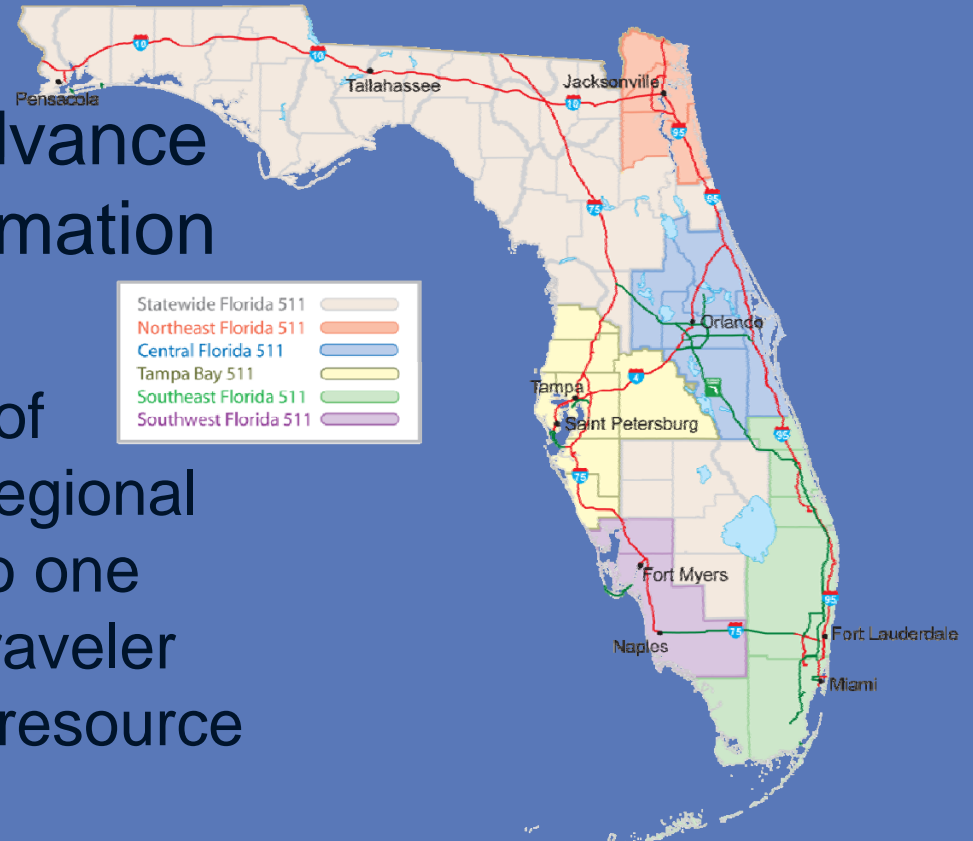 lvance
rmation
of
egional
o one
raveler
resource
Statewide Florida 511
Northeast Florida 511
Central Florida 511
Tampa Bay 511
Southeast Florida 511
Southwest Florida 511
10
10
Pensacola
Tallahassee
Jacksonville
10
95
75
95
Orlando
4
Tampa
Saint Petersburg
95
75
Fort Myers
95
Naples
75
Fort Lauderdale
Miami